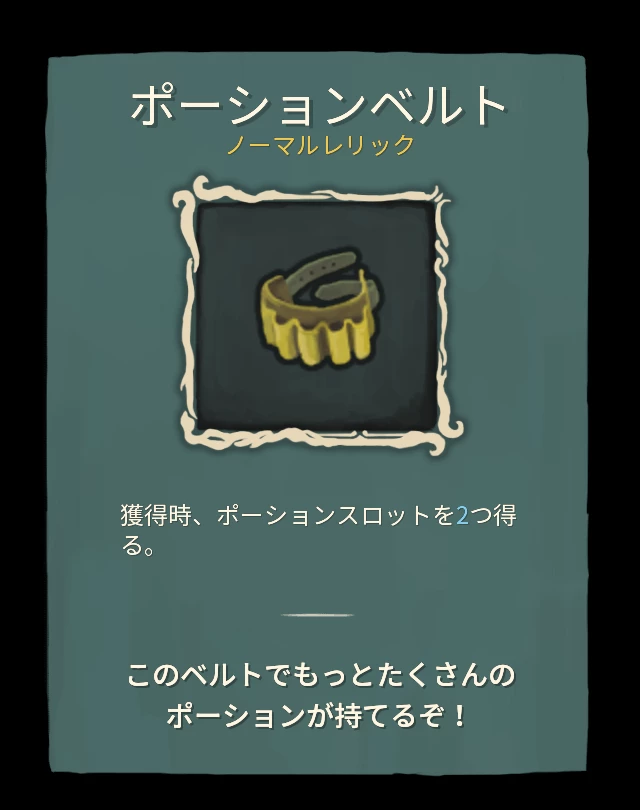 ポーションベルト
ノーマルレリック
獲得時、ポーションスロットを2つ得
る。
このベルトでもっとたくさんの
ポーションが持てるぞ！